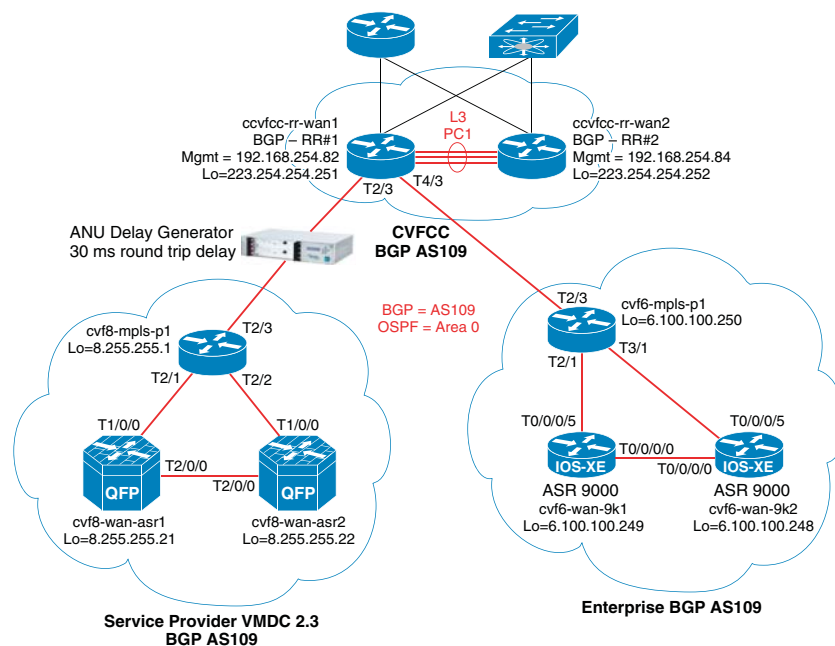 ccvfcc-rr-wan1
BGP – RR#1
Mgmt = 192.168.254.82
Lo=223.254.254.251
L3
PC1
ccvfcc-rr-wan2
BGP – RR#2
Mgmt = 192.168.254.84
Lo=223.254.254.252
T2/3
T4/3
CVFCC
BGP AS109
ANU Delay Generator
30 ms round trip delay
BGP = AS109
OSPF = Area 0
cvf8-mpls-p1
Lo=8.255.255.1
T2/3
T2/1
T2/2
T1/0/0
T1/0/0
QFP
T2/0/0
T2/0/0
QFP
cvf8-wan-asr1
Lo=8.255.255.21
cvf8-wan-asr2
Lo=8.255.255.22
Service Provider VMDC 2.3
BGP AS109
T2/3
cvf6-mpls-p1
Lo=6.100.100.250
T2/1
T3/1
T0/0/0/5
T0/0/0/5
IOS-XE
T0/0/0/0
T0/0/0/0
IOS-XE
ASR 9000
cvf6-wan-9k1
Lo=6.100.100.249
ASR 9000
cvf6-wan-9k2
Lo=6.100.100.248
Enterprise BGP AS109